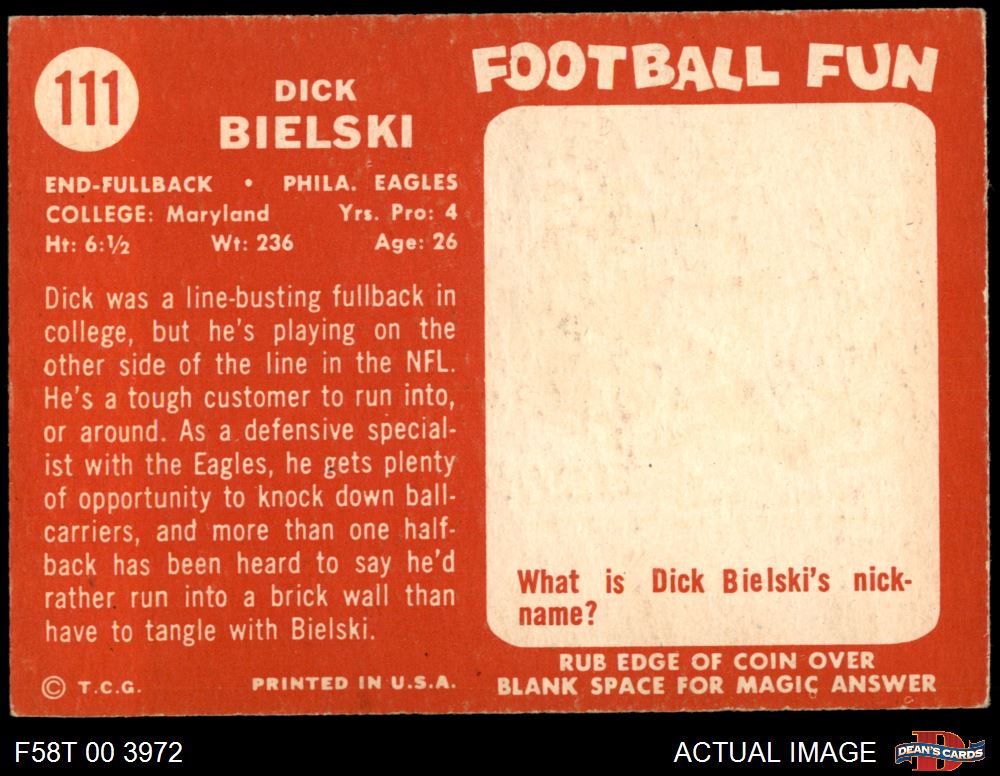 111
DICK
BIELSKI
END-FULLBACK • PHILA. EAGLES
COLLEGE: Maryland Yrs. Pro: 4
Ht: 6:½ Wt: 236 Age: 26
Dick was a line-busting fullback in
college, but he's playing on the
other side of the line in the NFL.
He's a tough customer to run into,
or around. As a defensive special-
ist with the Eagles, he gets plenty
of opportunity to knock down ball-
carriers, and more than one half-
back has been heard to say he'd
rather run into a brick wall than
have to tangle with Bielski.
© T.C.G. PRINTED IN U.S.A.
FOOTBALL FUN
What is Dick Bielski's nick-
name?
RUB EDGE OF COIN OVER
BLANK SPACE FOR MAGIC ANSWER
F58T 00 3972
ACTUAL IMAGE
D
DEAN'S CARDS